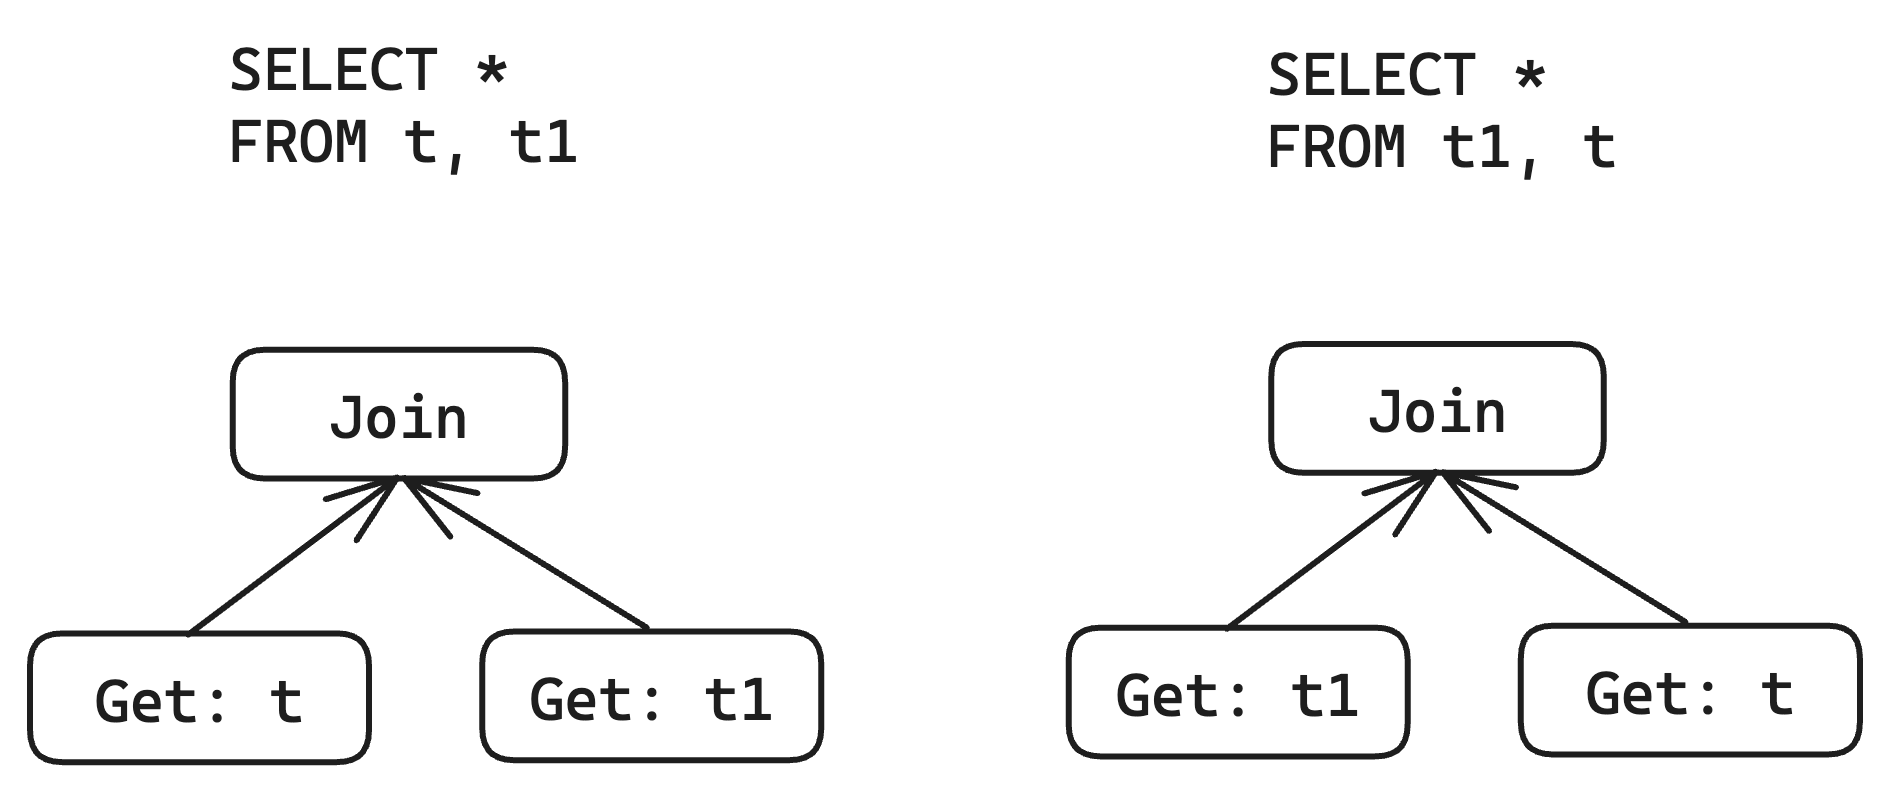 SELECT *
FROM t, t1
Join
Get: t
Get: t1
SELECT *
FROM t1, t
Join
Get: t1
Get: t